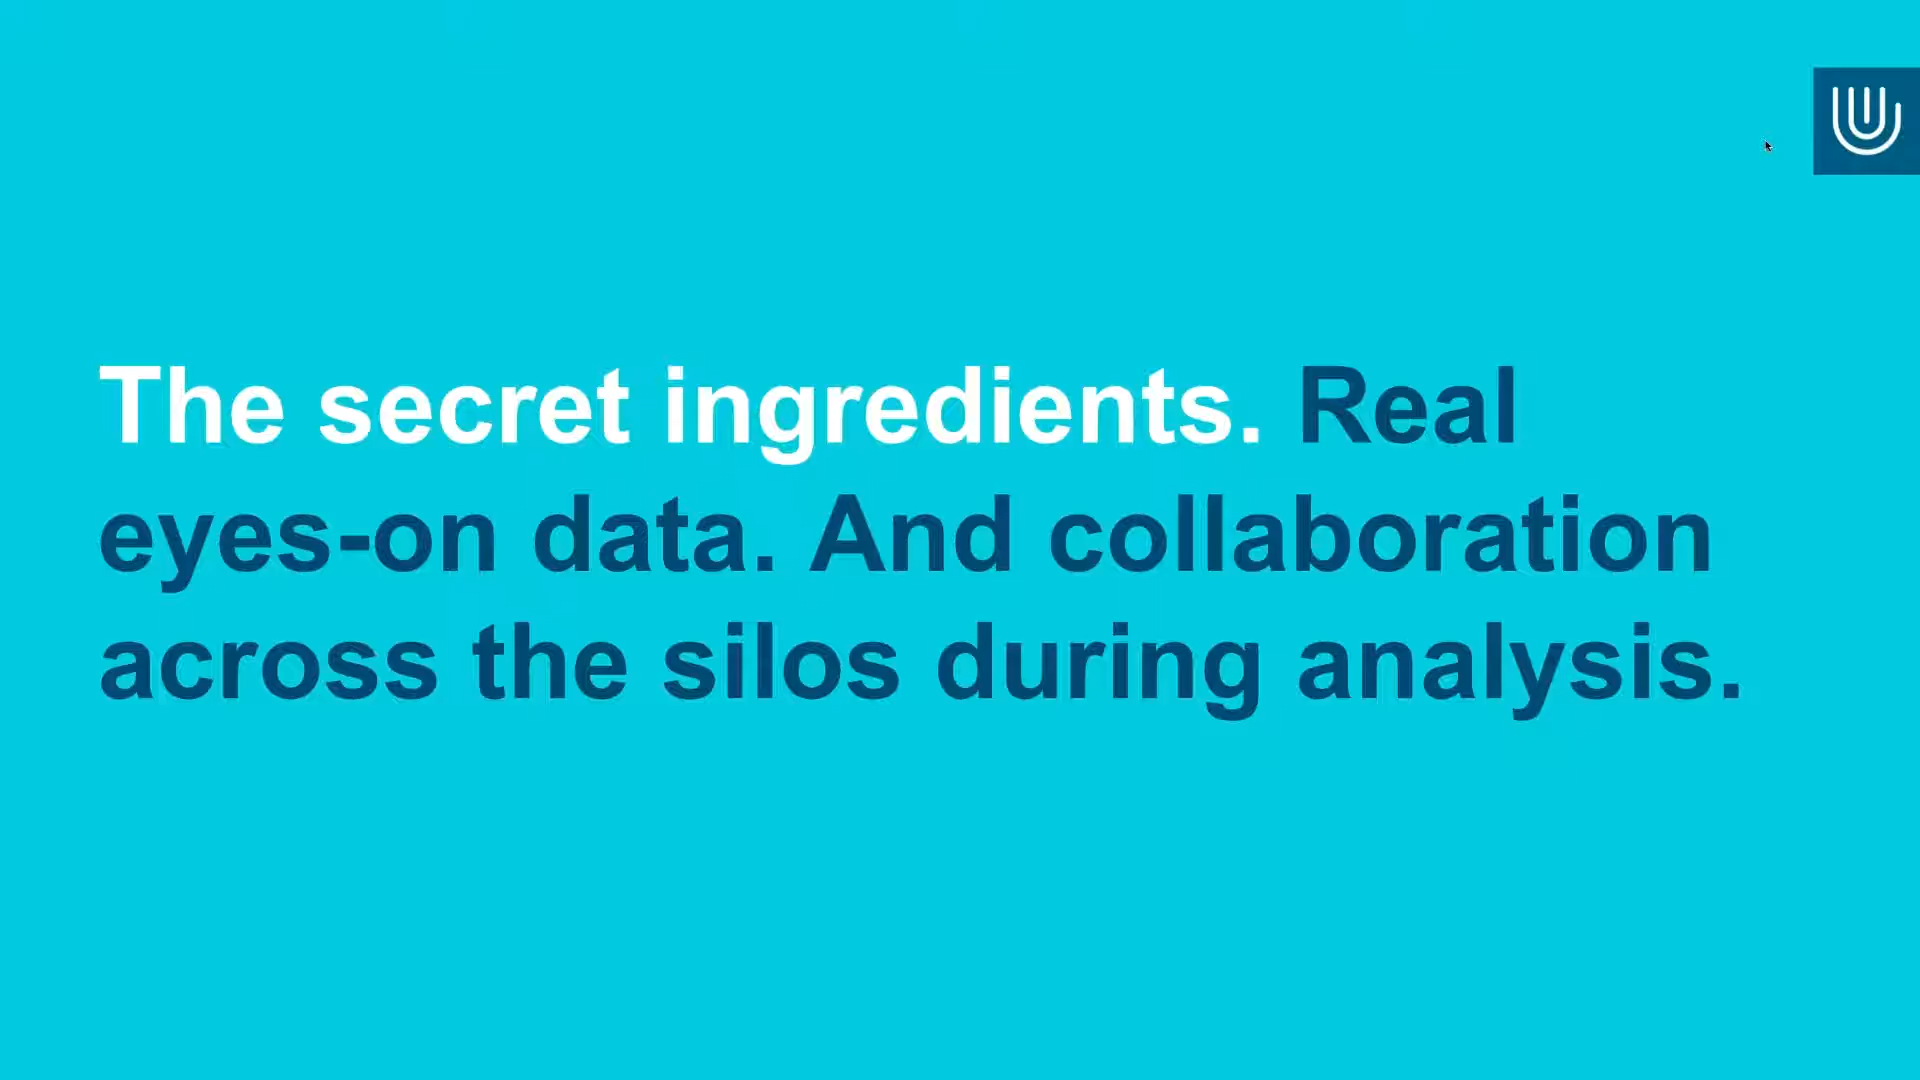 The secret ingredients. Real
eyes-on data. And collaboration
across the silos during analysis.